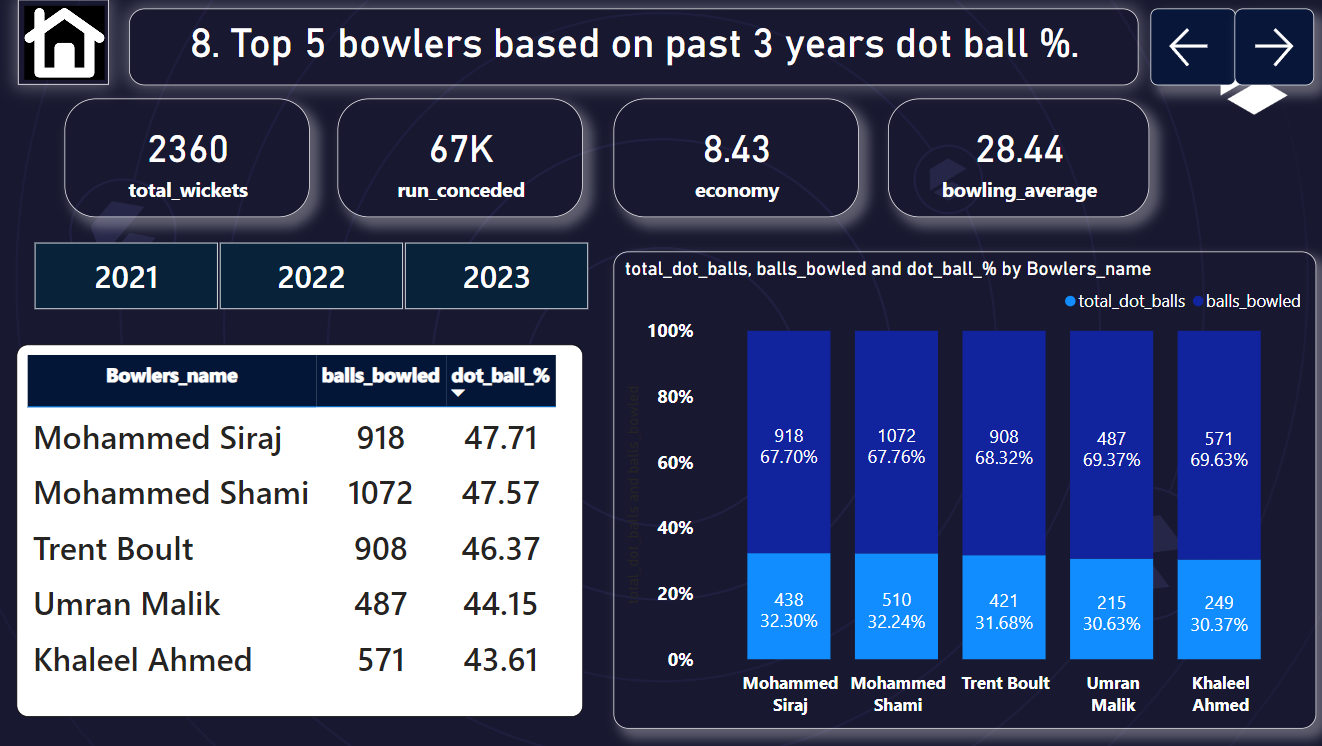 8. Top 5 bowlers based on past 3 years dot ball %.
2360
total_wickets
67K
run_conceded
8.43
economy
28.44
bowling_average
2021 2022 2023
Bowlers_name balls_bowled dot_ball_%
Mohammed Siraj 918 47.71
Mohammed Shami 1072 47.57
Trent Boult 908 46.37
Umran Malik 487 44.15
Khaleel Ahmed 571 43.61
total_dot_balls, balls_bowled and dot_ball_% by Bowlers_name
total_dot_balls balls_bowled
total_dot_balls and balls_bowled
100%
80%
60%
40%
20%
0%
918
67.70%
1072
67.76%
908
68.32%
487
69.37%
571
69.63%
438
32.30%
510
32.24%
421
31.68%
215
30.63%
249
30.37%
Mohammed
Siraj
Mohammed
Shami
Trent Boult
Umran
Malik
Khaleel
Ahmed